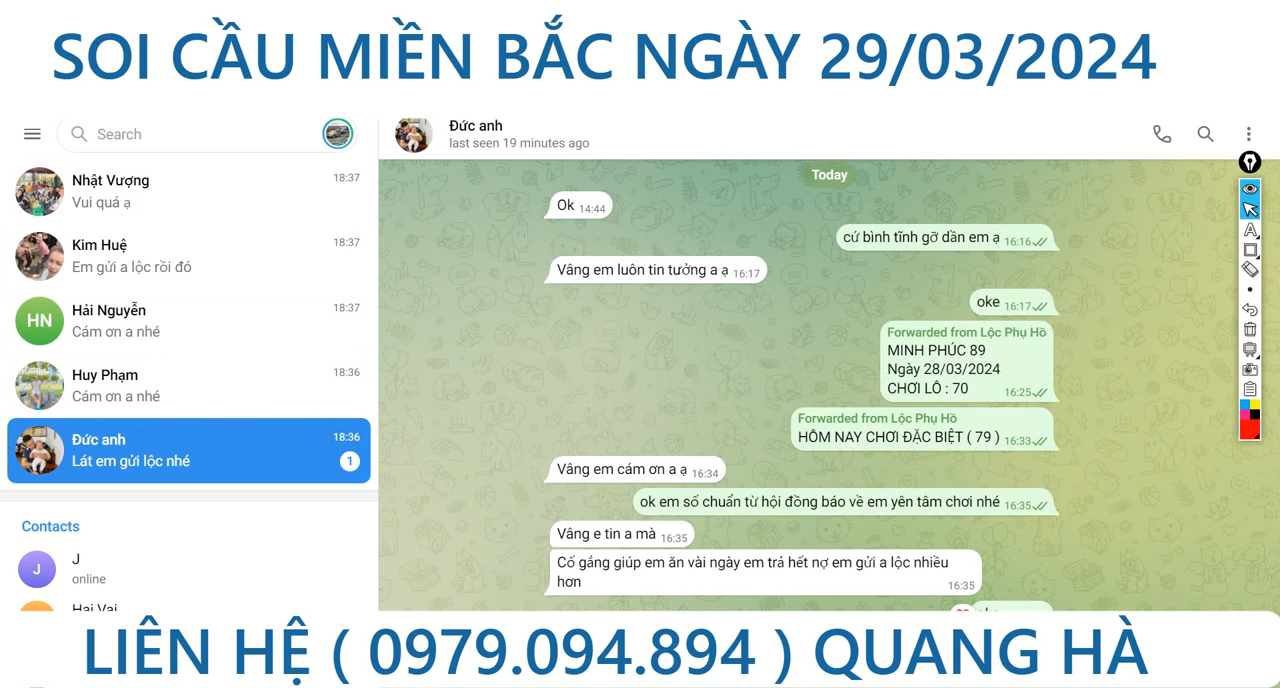 SOI CẦU MIỀN BẮC NGÀY 29/03/2024
Search
Nhật Vượng
18:37
Vui quá ạ
Kim Huệ
18:37
Em gửi a lộc rồi đó
HN
Hải Nguyễn
18:37
Cám ơn a nhé
Huy Phạm
18:36
Cám ơn a nhé
Đức anh
18:36
Lát em gửi lộc nhé
1
Contacts
J
J
online
Hai Vai
Đức anh
last seen 19 minutes ago
Today
Ok 14:44
cứ bình tĩnh gỡ dần em ạ 16:16
Vâng em luôn tin tưởng a ạ 16:17
oke 16:17
Forwarded from Lộc Phụ Hồ
MINH PHÚC 89
Ngày 28/03/2024
CHƠI LÔ : 70 16:25
Forwarded from Lộc Phụ Hồ
HÔM NAY CHƠI ĐẶC BIỆT ( 79 ) 16:33
Vâng em cám ơn a ạ 16:34
ok em số chuẩn từ hội đồng báo về em yên tâm chơi nhé 16:35
Vâng e tin a mà 16:35
Cố gắng giúp em ăn vài ngày em trả hết nợ em gửi a lộc nhiều
hơn 16:35
A
LIÊN HỆ ( 0979.094.894 ) QUANG HÀ